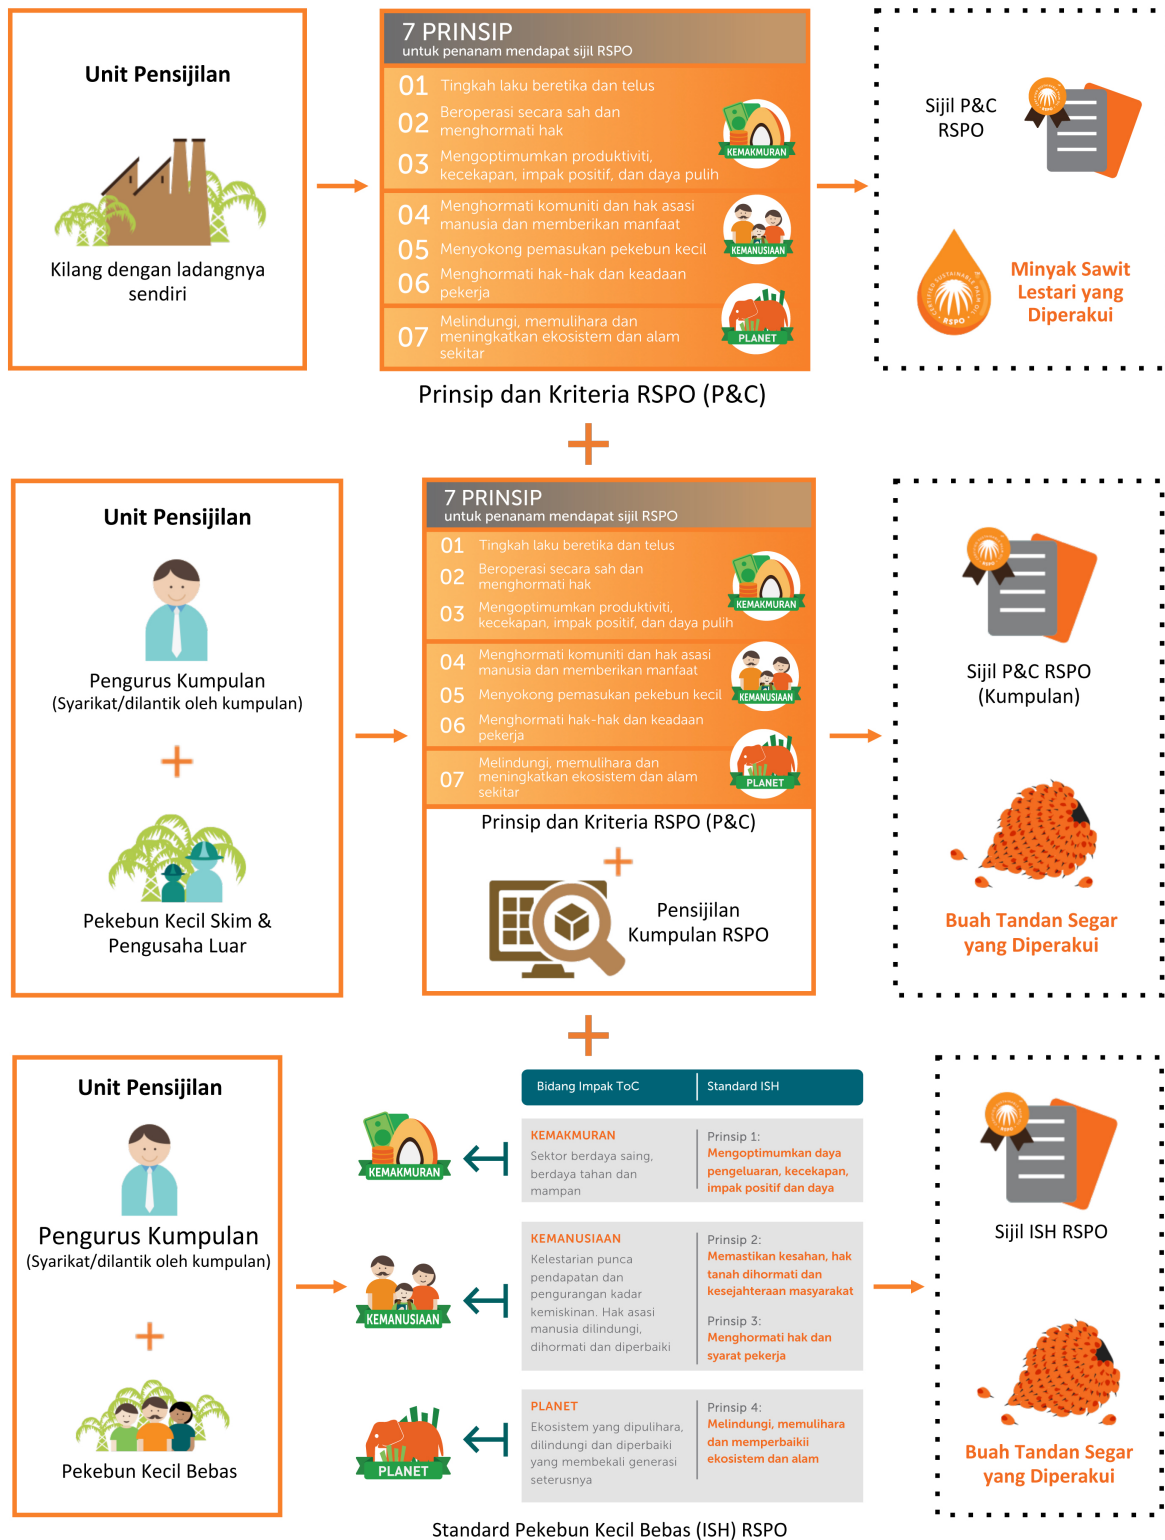 Unit Pensijilan
Kilang dengan ladangnya
sendiri
7 PRINSIP
untuk penanam mendapat sijil RSPO
01 Tingkah laku beretika dan telus
02 Beroperasi secara sah dan
menghormati hak
03 Mengoptimumkan produktiviti,
kecekapan, impak positif, dan daya pulih
KEMAKMURAN
04 Menghormati komuniti dan hak asasi
manusia dan memberikan manfaat
05 Menyokong pemasukan pekebun kecil
06 Menghormati hak-hak dan keadaan
pekerja
KEMANUSIAAN
07 Melindungi, memulihara dan
meningkatkan ekosistem dan alam
sekitar
PLANET
Prinsip dan Kriteria RSPO (P&C)
Sijil P&C
RSPO
CERTIFIED SUSTAINABLE PALM OIL
RSPO
Minyak Sawit
Lestari yang
Diperakui
Unit Pensijilan
Pengurus Kumpulan
(Syarikat/dilantik oleh kumpulan)
Pekebun Kecil Skim &
Pengusaha Luar
7 PRINSIP
untuk penanam mendapat sijil RSPO
01 Tingkah laku beretika dan telus
02 Beroperasi secara sah dan
menghormati hak
03 Mengoptimumkan produktiviti,
kecekapan, impak positif, dan daya pulih
KEMAKMURAN
04 Menghormati komuniti dan hak asasi
manusia dan memberikan manfaat
05 Menyokong pemasukan pekebun kecil
06 Menghormati hak-hak dan keadaan
pekerja
KEMANUSIAAN
07 Melindungi, memulihara dan
meningkatkan ekosistem dan alam
sekitar
PLANET
Prinsip dan Kriteria RSPO (P&C)
Pensijilan
Kumpulan RSPO
Sijil P&C RSPO
(Kumpulan)
Buah Tandan Segar
yang Diperakui
Unit Pensijilan
Pengurus Kumpulan
(Syarikat/dilantik oleh kumpulan)
Pekebun Kecil Bebas
Bidang Impak ToC
Standard ISH
KEMAKMURAN
KEMAKMURAN
Sektor berdaya saing,
berdaya tahan dan
mampan
Prinsip 1:
Mengoptimumkan daya
pengeluaran, kecekapan,
impak positif dan daya
KEMANUSIAAN
KEMANUSIAAN
Kelestarian punca
pendapatan dan
pengurangan kadar
kemiskinan. Hak asasi
manusia dilindungi,
dihormati dan diperbaiki
Prinsip 2:
Memastikan kesahan, hak
tanah dihormati dan
kesejahteraan masyarakat
Prinsip 3:
Menghormati hak dan
syarat pekerja
PLANET
PLANET
Ekosistem yang dipulihara,
dilindungi dan diperbaiki
yang membekali generasi
seterusnya
Prinsip 4:
Melindungi, memulihara
dan memperbaikii
ekosistem dan alam
Standard Pekebun Kecil Bebas (ISH) RSPO
Sijil ISH RSPO
Buah Tandan Segar
yang Diperakui